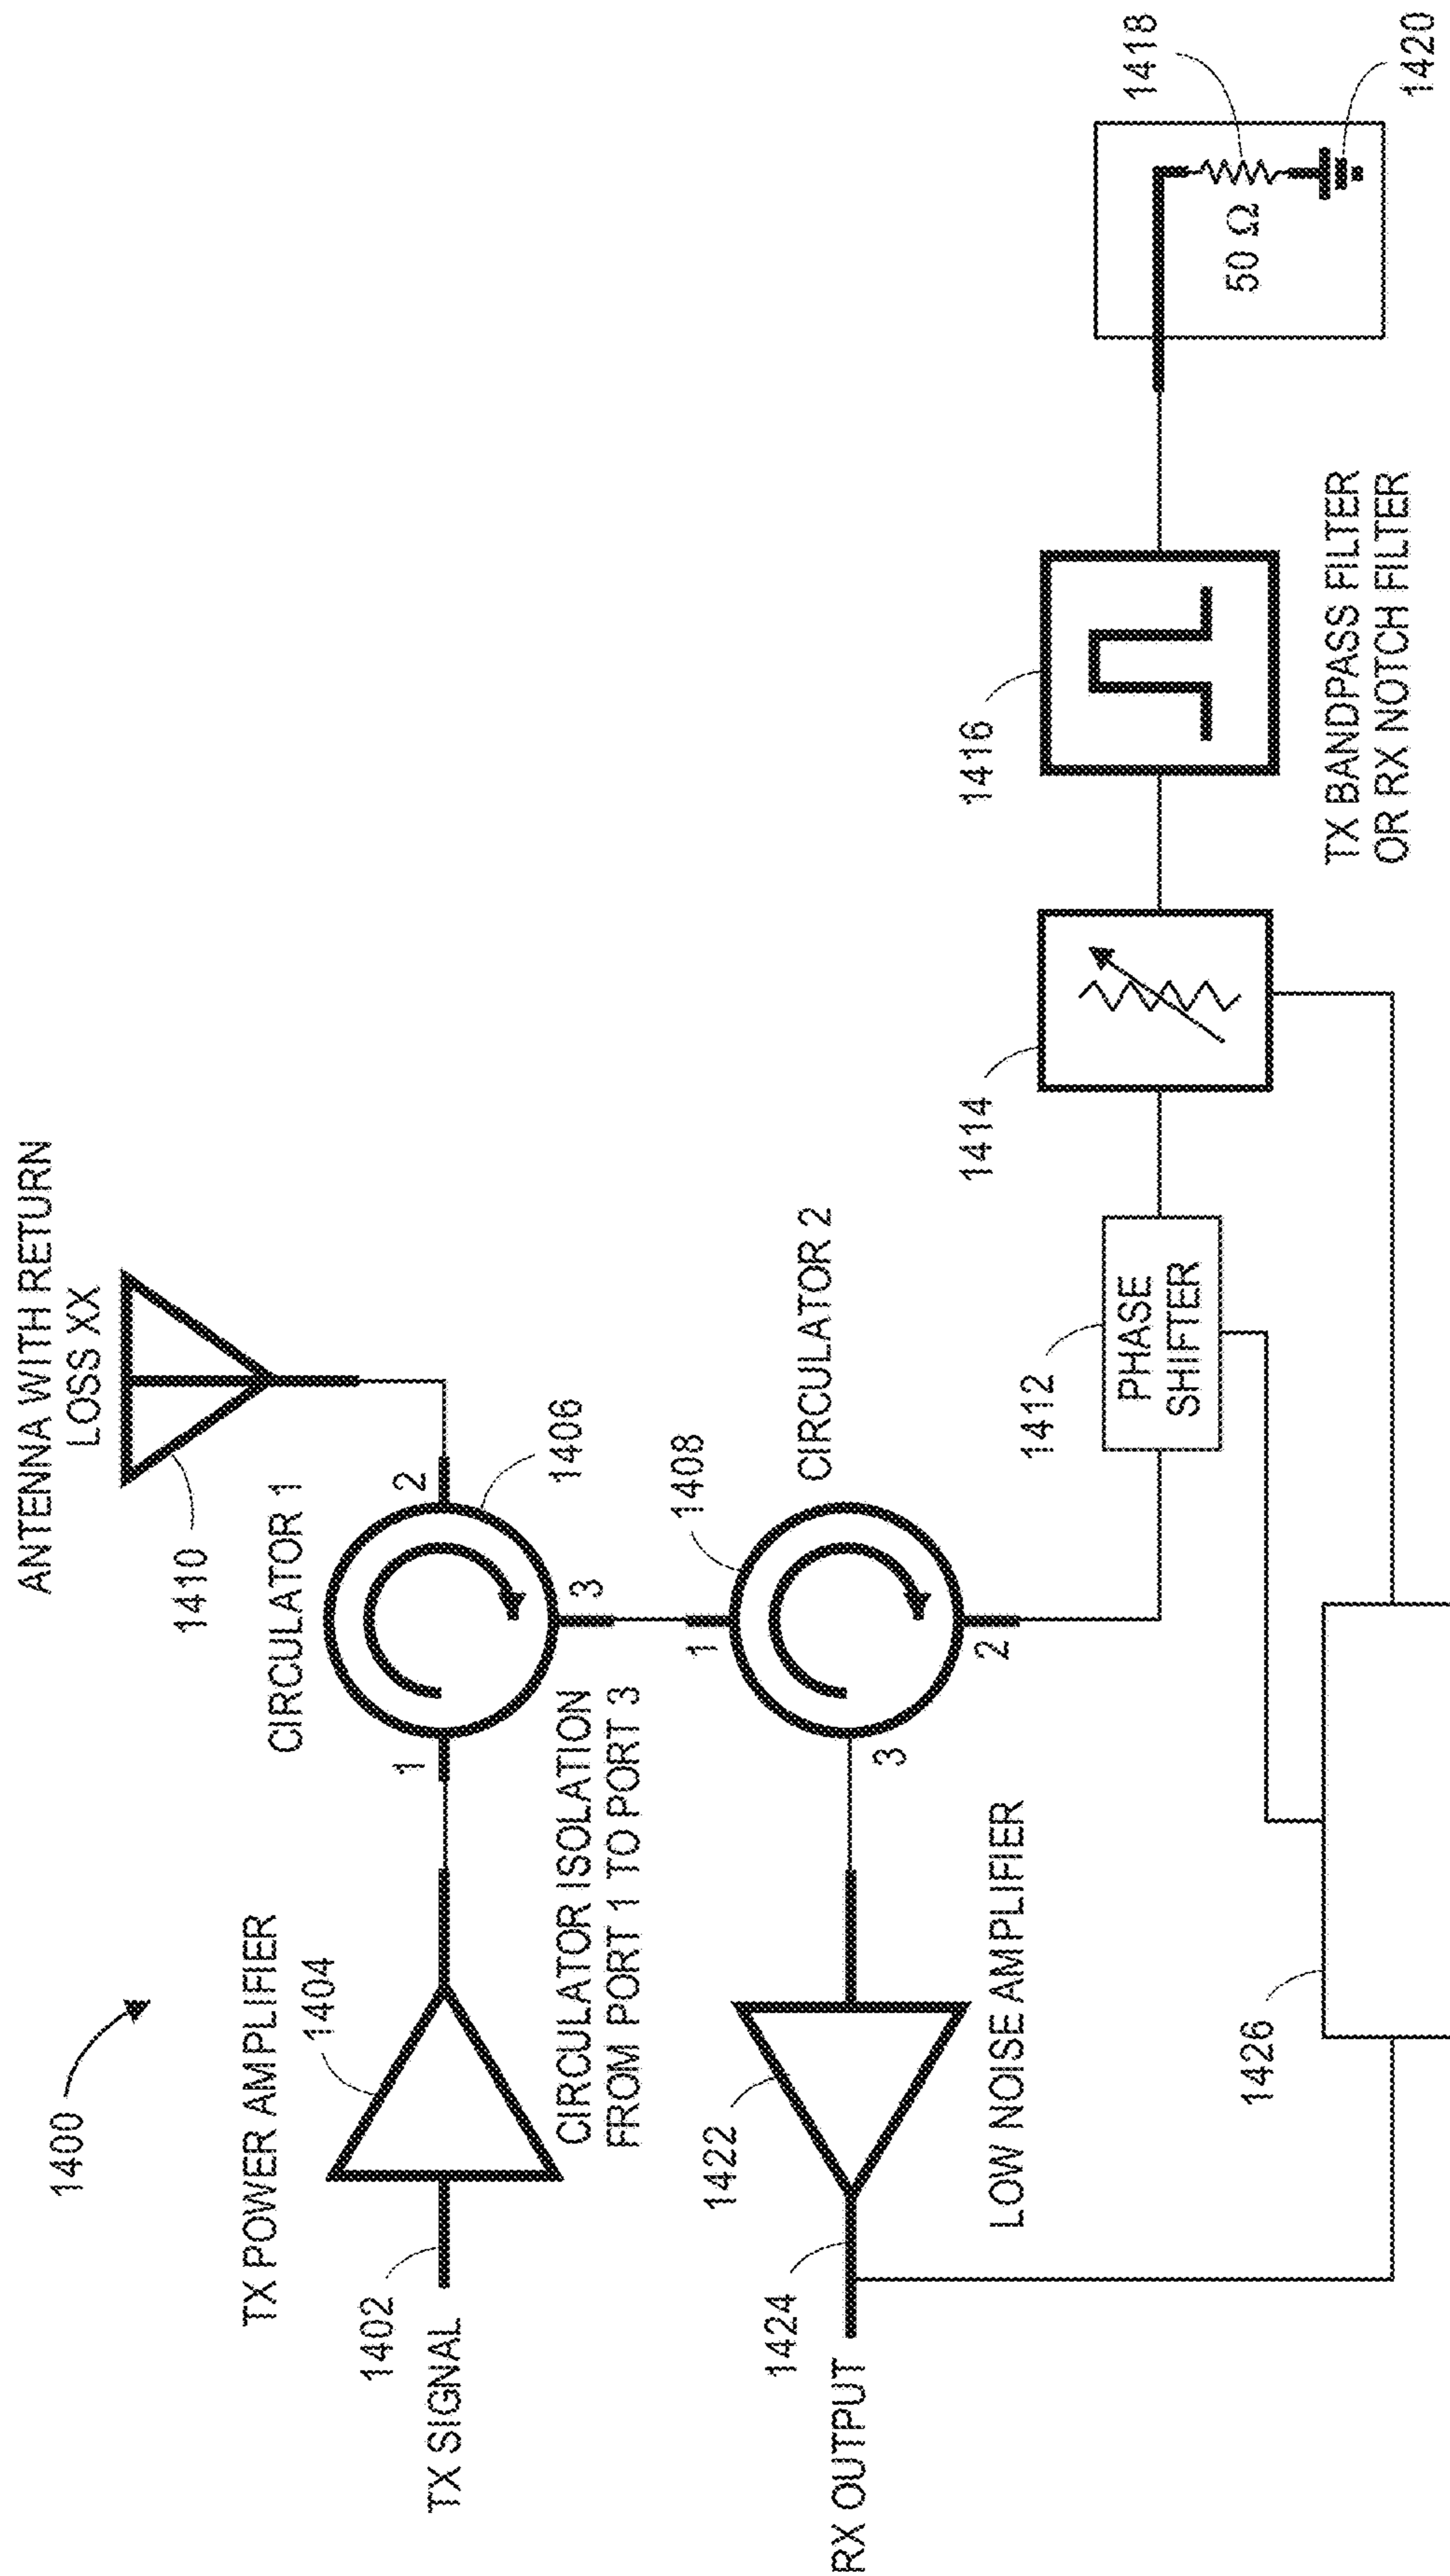 1400
TX POWER AMPLIFIER
1404
1402
TX SIGNAL
CIRCULATOR 1
1
2
3
1406
CIRCULATOR ISOLATION
FROM PORT 1 TO PORT 3
ANTENNA WITH RETURN
LOSS XX
1410
1408
CIRCULATOR 2
1
2
3
1422
LOW NOISE AMPLIFIER
1424
RX OUTPUT
1412
PHASE
SHIFTER
1414
1416
TX BANDPASS FILTER
OR RX NOTCH FILTER
1418
50 Ω
1420
1426